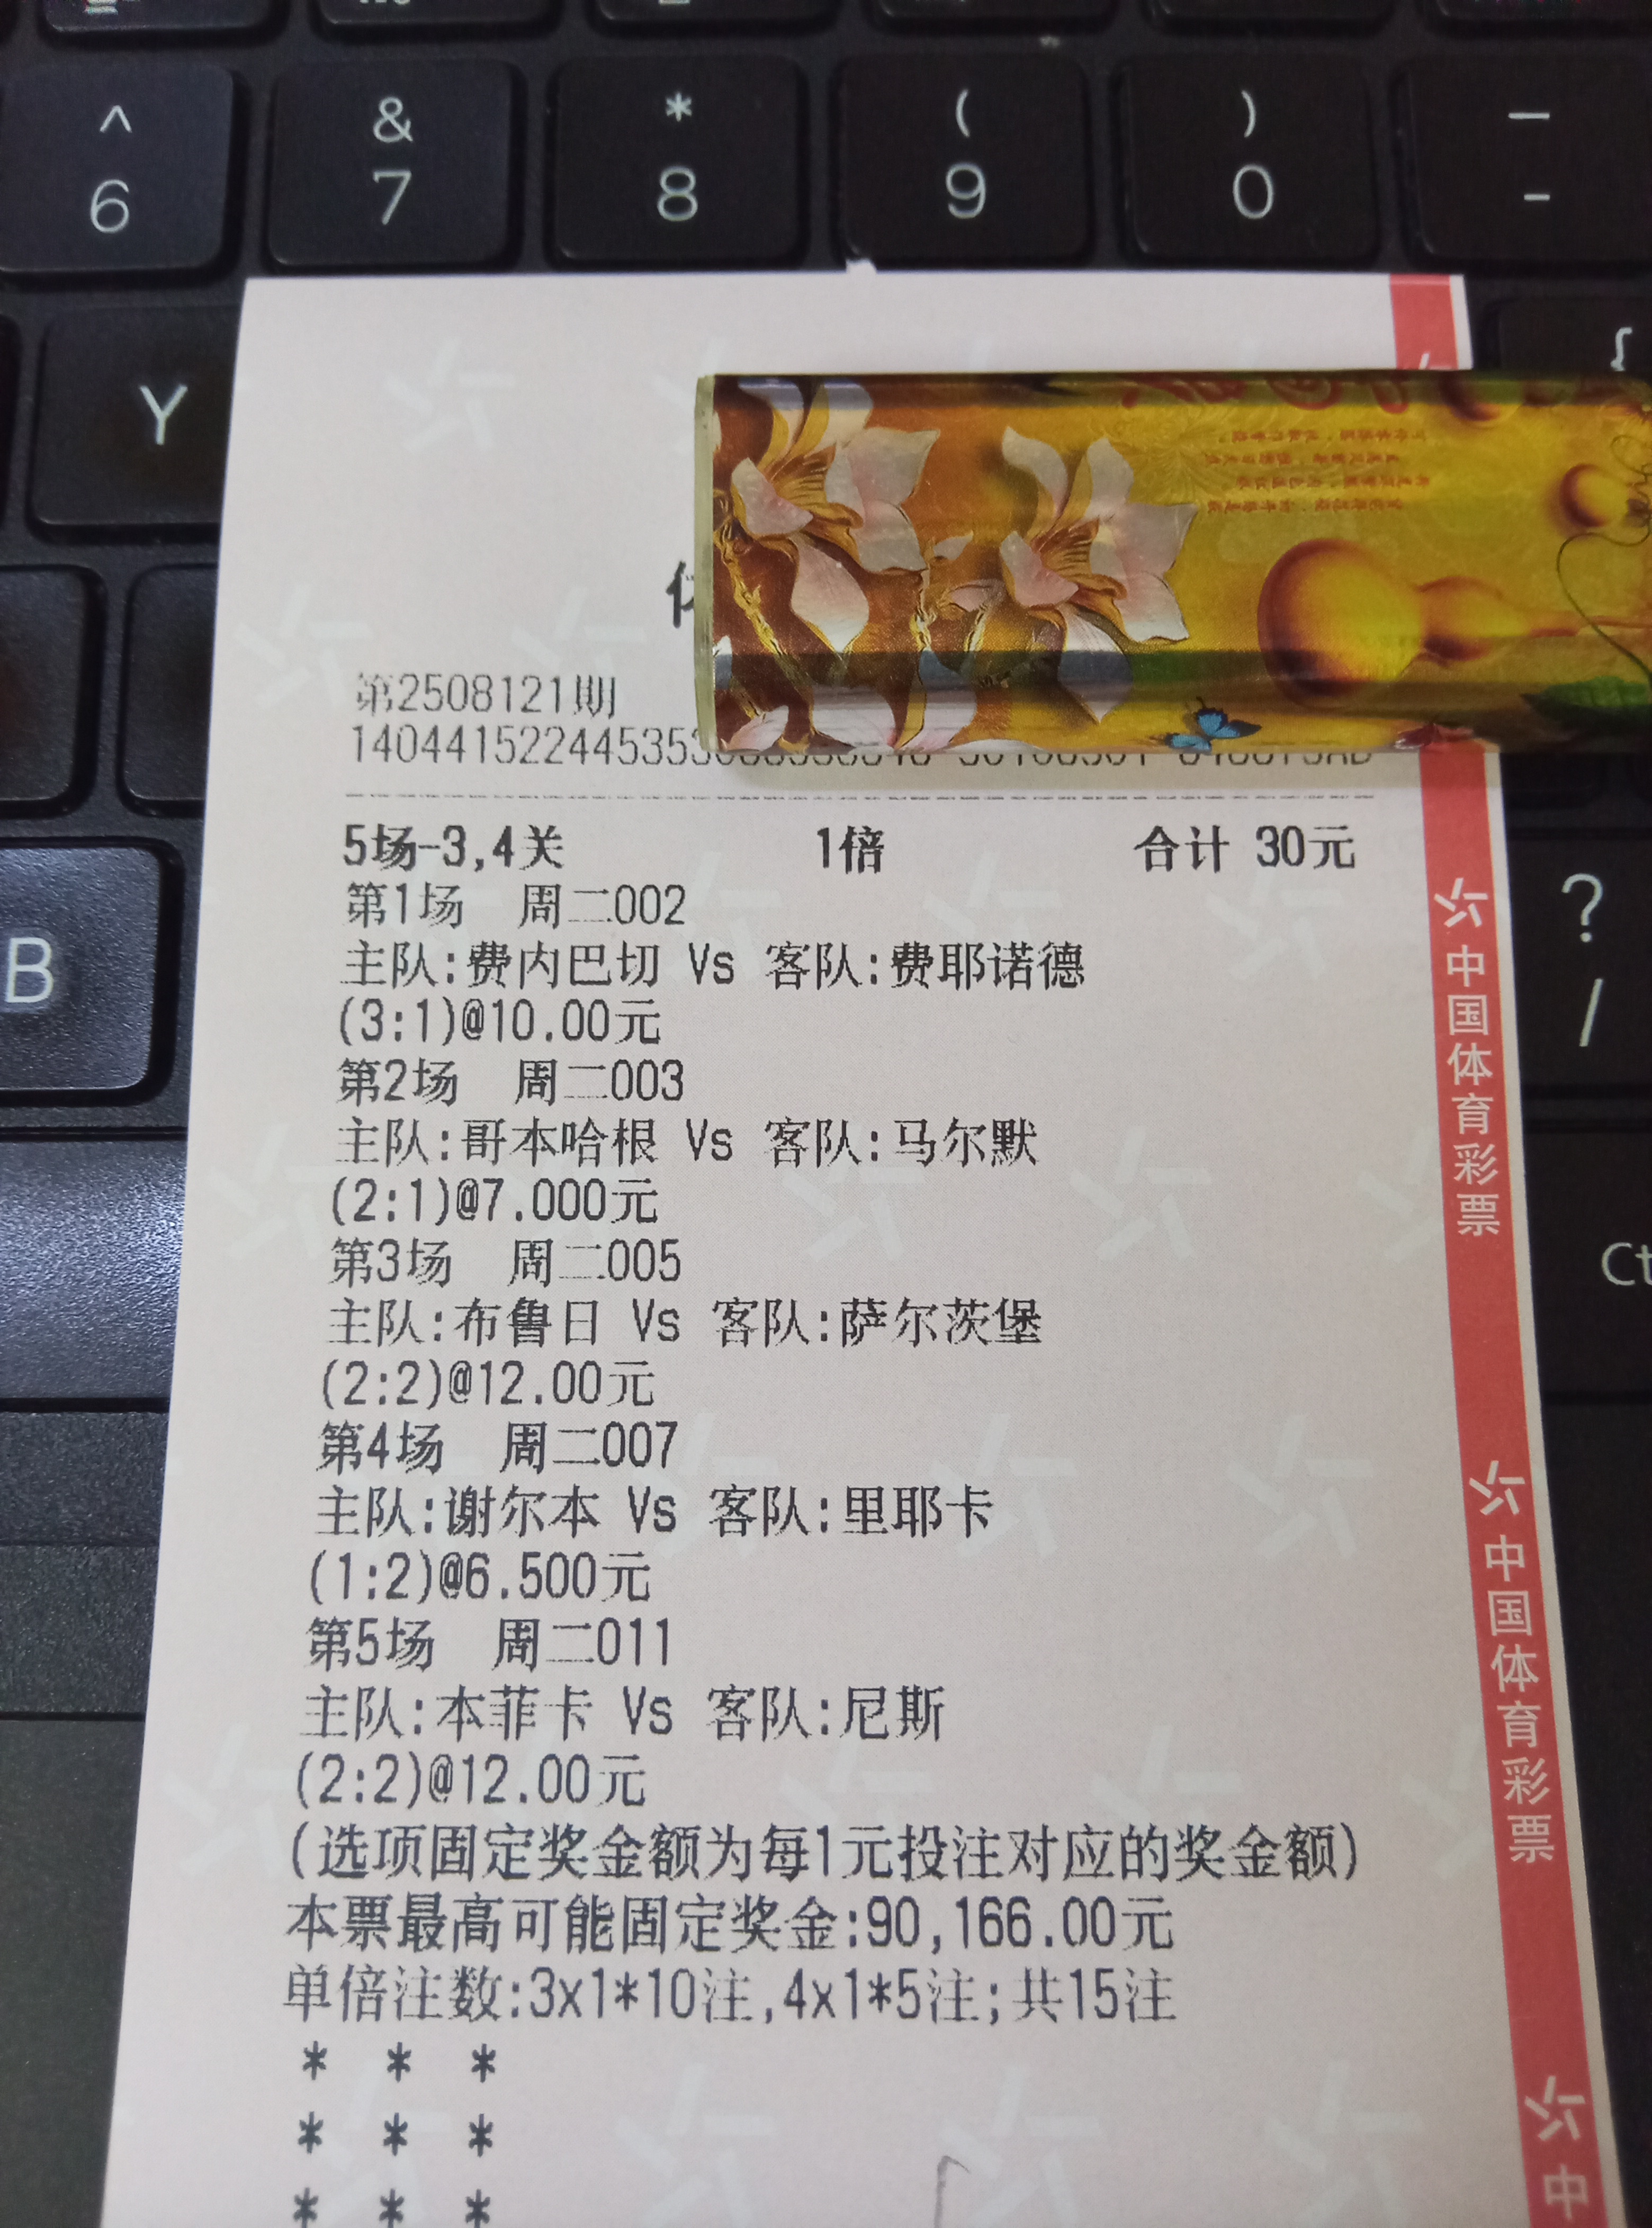 ^ & * ( ) —
6 7 8 9 0 -
Y {
B ? /
Ct
第2508121期
14044152244535
5场-3,4关 1倍 合计 30元
第1场 周二002
主队:费内巴切 Vs 客队:费耶诺德
(3:1)@10.00元
第2场 周二003
主队:哥本哈根 Vs 客队:马尔默
(2:1)@7.000元
第3场 周二005
主队:布鲁日 Vs 客队:萨尔茨堡
(2:2)@12.00元
第4场 周二007
主队:谢尔本 Vs 客队:里耶卡
(1:2)@6.500元
第5场 周二011
主队:本菲卡 Vs 客队:尼斯
(2:2)@12.00元
(选项固定奖金额为每1元投注对应的奖金额)
本票最高可能固定奖金:90,166.00元
单倍注数:3x1*10注,4x1*5注;共15注
* * *
* * *
* * *
中国体育彩票
中国体育彩票
中